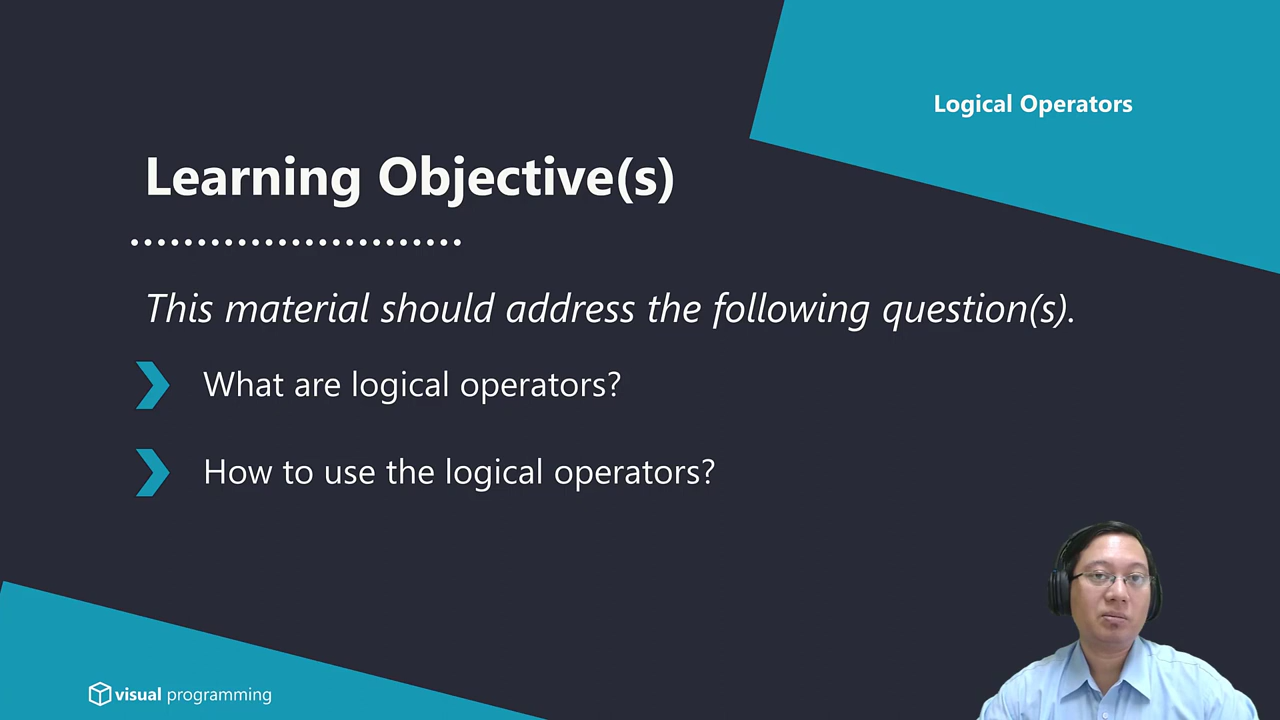 Logical Operators
Learning Objective(s)
This material should address the following question(s).
What are logical operators?
How to use the logical operators?
visual programming